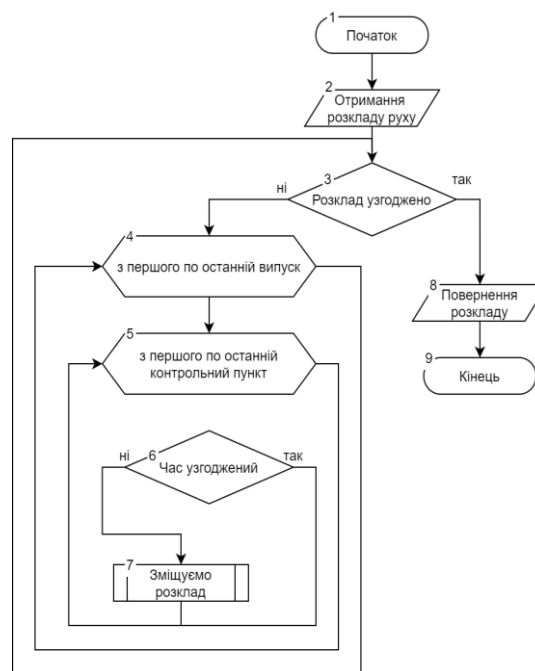 1
Початок
2
Отримання
розкладу руху
3
ні
так
Розклад узгоджено
4
з першого по останній випуск
5
з першого по останній
контрольний пункт
6
ні
так
Час узгоджений
7
Зміщуємо
розклад
8
Повернення
розкладу
9
Кінець